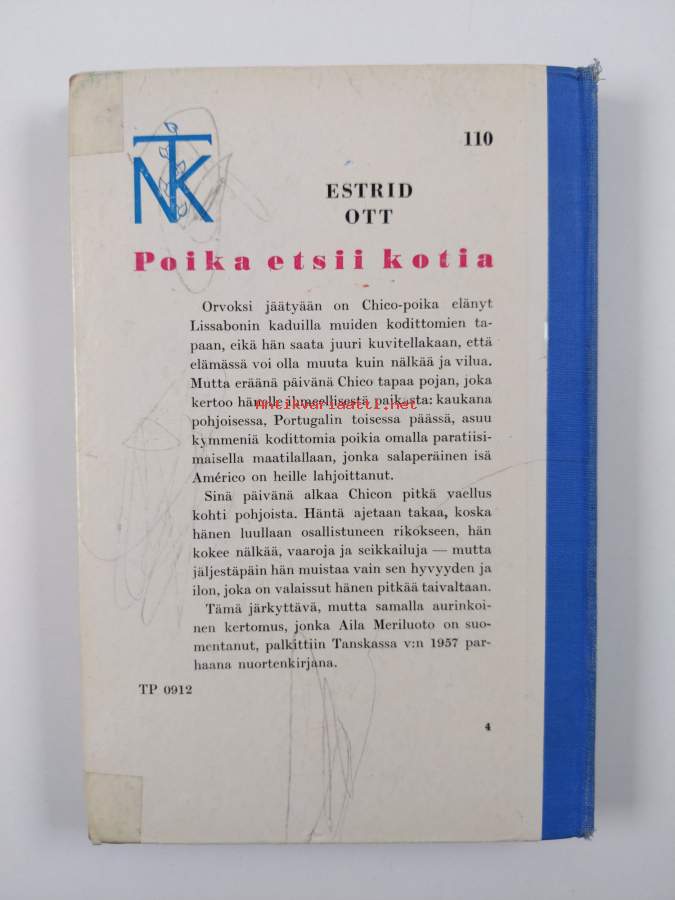 NTK
110
ESTRID
OTT
Poika etsii kotia
Orvoksi jäätyään on Chico-poika elänyt
Lissabonin kaduilla muiden kodittomien ta-
paan, eikä hän saata juuri kuvitellakaan, että
elämässä voi olla muuta kuin nälkää ja vilua.
Mutta eräänä päivänä Chico tapaa pojan, joka
kertoo hänelle ihmeellisestä paikasta: kaukana
Antikvariaatti.net
pohjoisessa, Portugalin toisessa päässä, asuu
kymmeniä kodittomia poikia omalla paratiisi-
maisella maatilallaan, jonka salaperäinen isä
Américo on heille lahjoittanut.
Sinä päivänä alkaa Chicon pitkä vaellus
kohti pohjoista. Häntä ajetaan takaa, koska
hänen luullaan osallistuneen rikokseen, hän
kokee nälkää, vaaroja ja seikkailuja — mutta
jäljestäpäin hän muistaa vain sen hyvyyden ja
ilon, joka on valaissut hänen pitkää taivaltaan.
Tämä järkyttävä, mutta samalla aurinkoi-
nen kertomus, jonka Aila Meriluoto on suo-
mentanut, palkittiin Tanskassa v:n 1957 par-
haana nuortenkirjana.
TP 0912
4